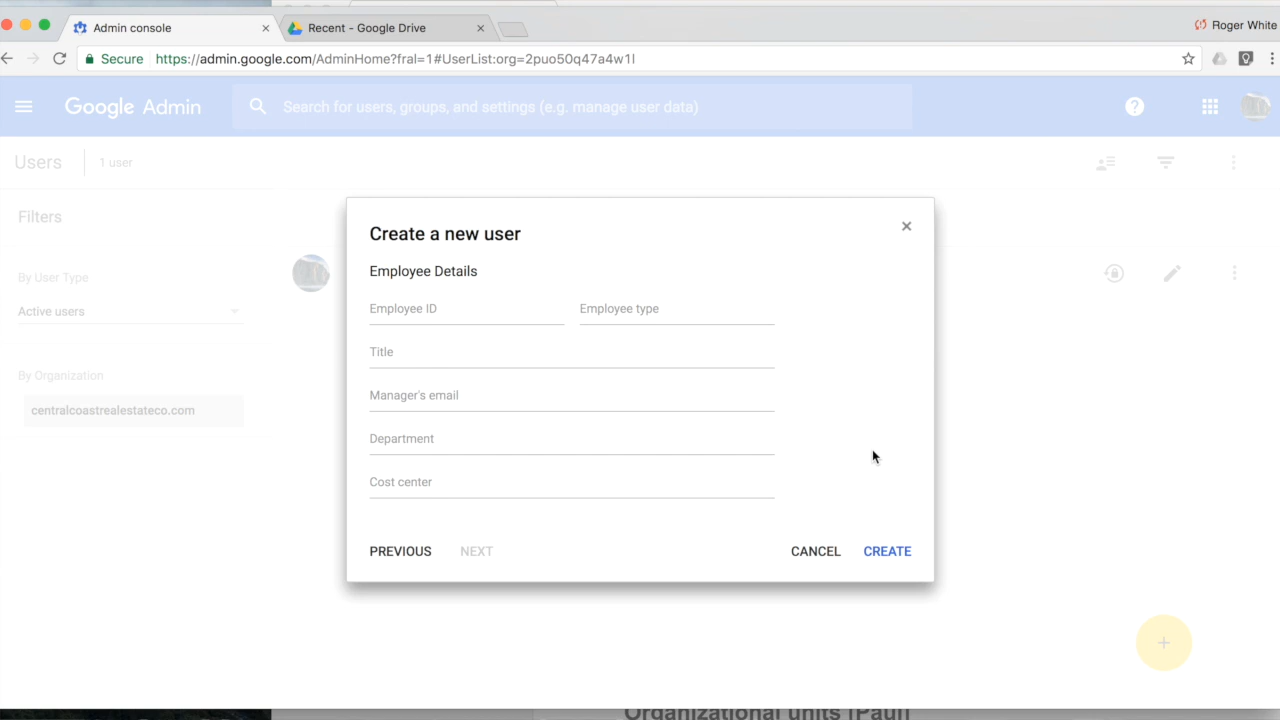 Admin console
Recent - Google Drive
Roger White
Secure https://admin.google.com/AdminHome?fral=1#UserList:org=2puo50q47a4w1l
Google Admin
Search for users, groups, and settings (e.g. manage user data)
Users
1 user
Filters
By User Type
Active users
By Organization
centralcoastrealestateco.com
Create a new user
Employee Details
Employee ID
Employee type
Title
Manager's email
Department
Cost center
PREVIOUS
NEXT
CANCEL
CREATE
Organizational units (Paul)